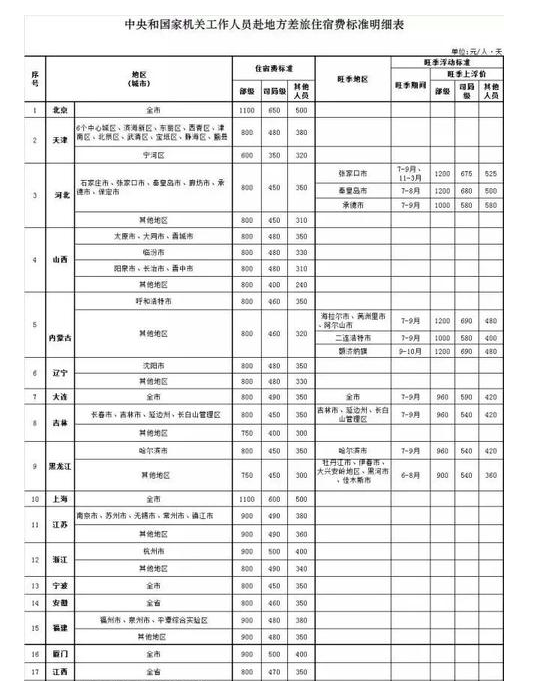 中央和国家机关工作人员赴地方差旅住宿费标准明细表
单位:元/人·天
序号 地区(城市) 住宿费标准 旺季地区 旺季浮动标准
旺季期间 旺季上浮价
部级 司局级 其他人员 部级 司局级 其他人员
1 北京 全市 1100 650 500
2 天津 6个中心城区、滨海新区、东丽区、西青区、津南区、北辰区、武清区、宝坻区、静海区、蓟县 800 480 380
宁河区 600 350 320
3 河北 石家庄市、张家口市、秦皇岛市、廊坊市、承德市、保定市 800 450 350 张家口市 7-9月、11-3月 1200 675 525
秦皇岛市 7-8月 1200 680 500
承德市 7-9月 1000 580 580
其他地区 800 450 310
4 山西 太原市、大同市、晋城市 800 480 350
临汾市 800 480 330
阳泉市、长治市、晋中市 800 480 310
其他地区 800 400 240
5 内蒙古 呼和浩特市 800 460 350
其他地区 800 460 320 海拉尔市、满洲里市、阿尔山市 7-9月 1200 690 480
二连浩特市 7-9月 1000 580 400
额济纳旗 9-10月 1200 690 480
6 辽宁 沈阳市 800 480 350
其他地区 800 480 330
7 大连 全市 800 490 350 全市 7-9月 960 590 420
8 吉林 长春市、吉林市、延边州、长白山管理区 800 450 350 吉林市、延边州、长白山管理区 7-9月 960 540 420
其他地区 750 400 300
9 黑龙江 哈尔滨市 800 450 350 哈尔滨市 7-9月 960 540 420
其他地区 750 450 300 牡丹江市、伊春市、大兴安岭地区、黑河市、佳木斯市 6-8月 900 540 360
10 上海 全市 1100 600 500
11 江苏 南京市、苏州市、无锡市、常州市、镇江市 900 490 380
其他地区 900 490 360
12 浙江 杭州市 900 500 400
其他地区 800 490 340
13 宁波 全市 800 450 350
14 安徽 全省 800 460 350
15 福建 福州市、泉州市、平潭综合实验区 900 480 380
其他地区 900 480 350
16 厦门 全市 900 500 400
17 江西 全省 800 470 350